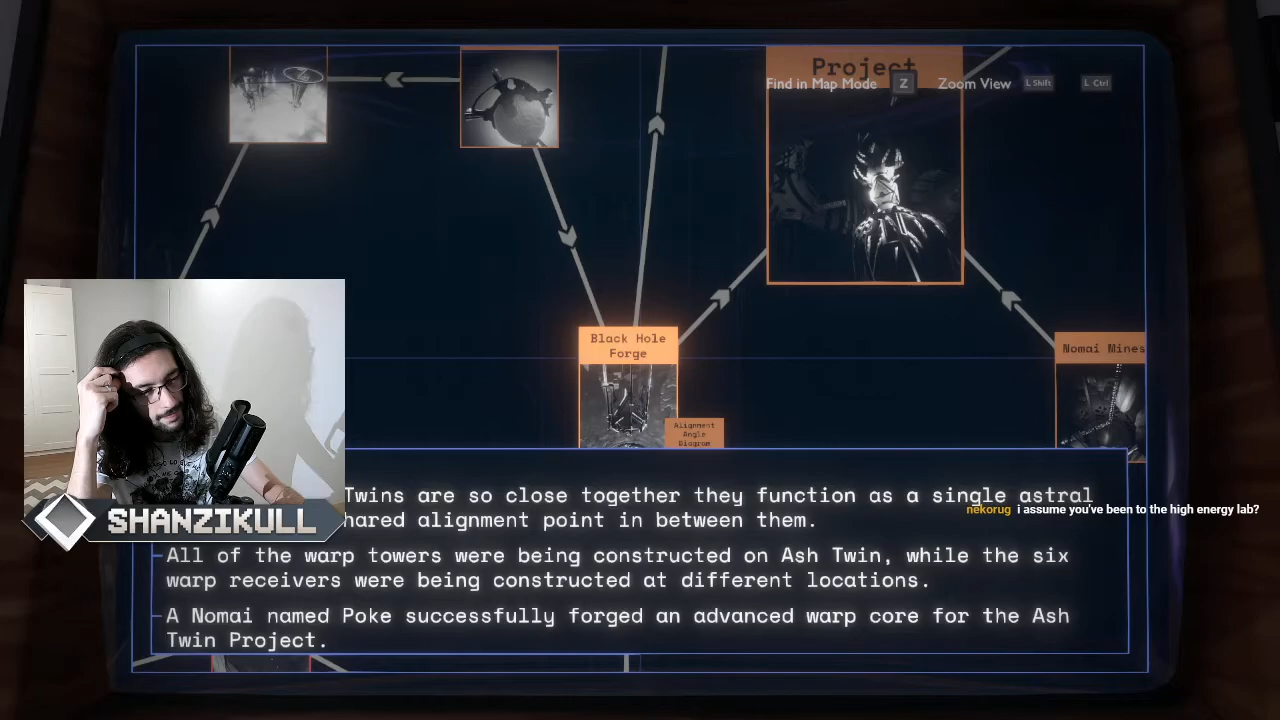 Project
Find in Map Mode Z Zoom View L Shift L Ctrl
Black Hole
Forge
Nomai Mines
Alignment
Angle
Diagram
Twins are so close together they function as a single astral
hared alignment point in between them.
nekorug i assume you've been to the high energy lab?
All of the warp towers were being constructed on Ash Twin, while the six
warp receivers were being constructed at different locations.
A Nomai named Poke successfully forged an advanced warp core for the Ash
Twin Project.
SHANZIKULL